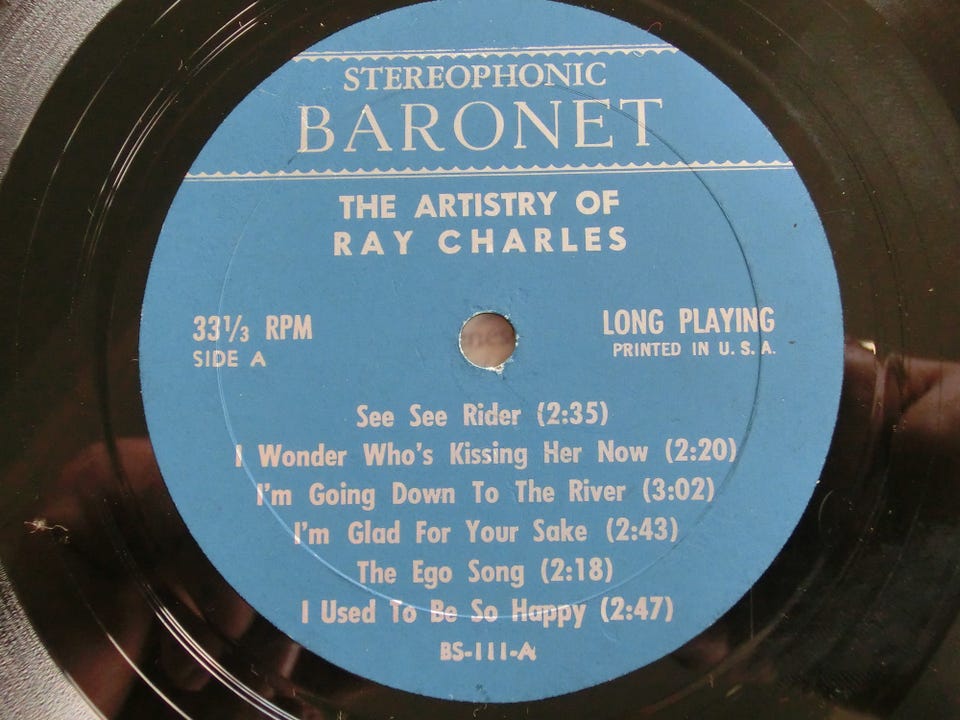 STEREOPHONIC
BARONET
THE ARTISTRY OF
RAY CHARLES
33 1/3 RPM
SIDE A
LONG PLAYING
PRINTED IN U. S. A.
See See Rider (2:35)
I Wonder Who's Kissing Her Now (2:20)
I'm Going Down To The River (3:02)
I'm Glad For Your Sake (2:43)
The Ego Song (2:18)
I Used To Be So Happy (2:47)
BS-111-A